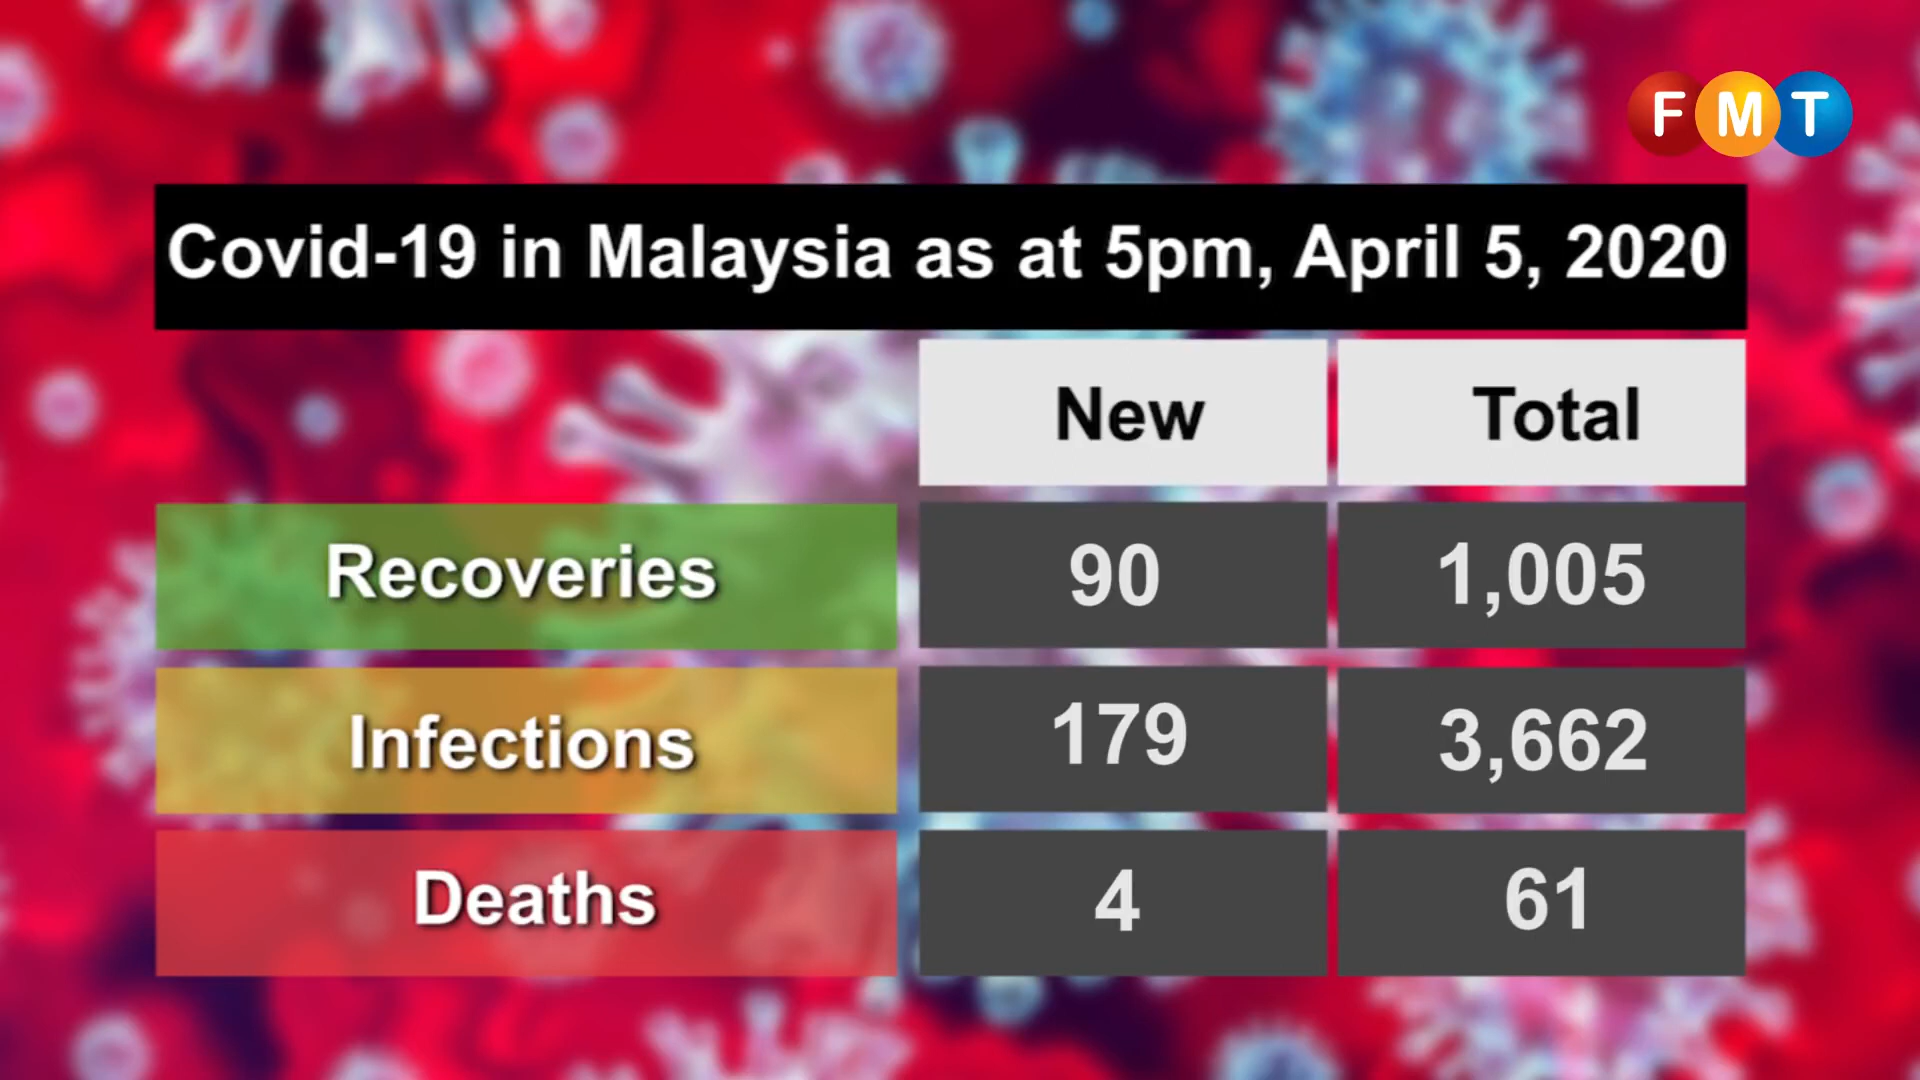 FMT
Covid-19 in Malaysia as at 5pm, April 5, 2020
New Total
Recoveries 90 1,005
Infections 179 3,662
Deaths 4 61